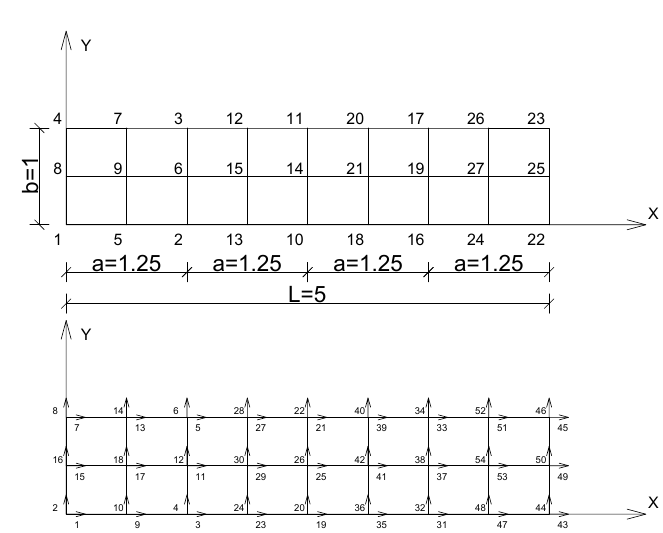 Y
4 7 3 12 11 20 17 26 23
b=1
8 9 6 15 14 21 19 27 25
X
1 5 2 13 10 18 16 24 22
a=1.25 a=1.25 a=1.25 a=1.25
L=5
Y
8 14 6 28 22 40 34 52 46
7 13 5 27 21 39 33 51 45
16 18 12 30 26 42 38 54 50
15 17 11 29 25 41 37 53 49
X
2 10 4 24 20 36 32 48 44
1 9 3 23 19 35 31 47 43